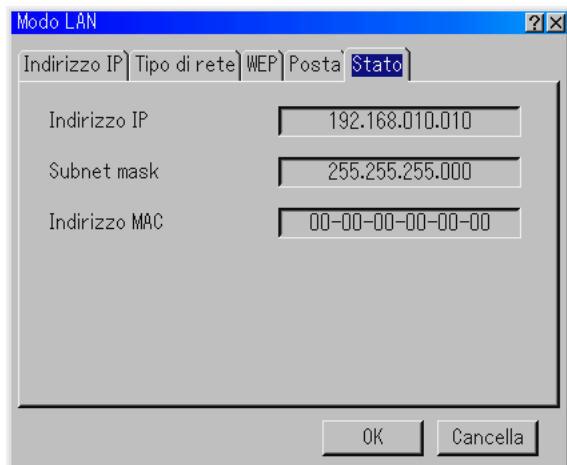 Modo LAN
Indirizzo IP Tipo di rete WEP Posta Stato
Indirizzo IP 192.168.010.010
Subnet mask 255.255.255.000
Indirizzo MAC 00-00-00-00-00-00
OK Cancella